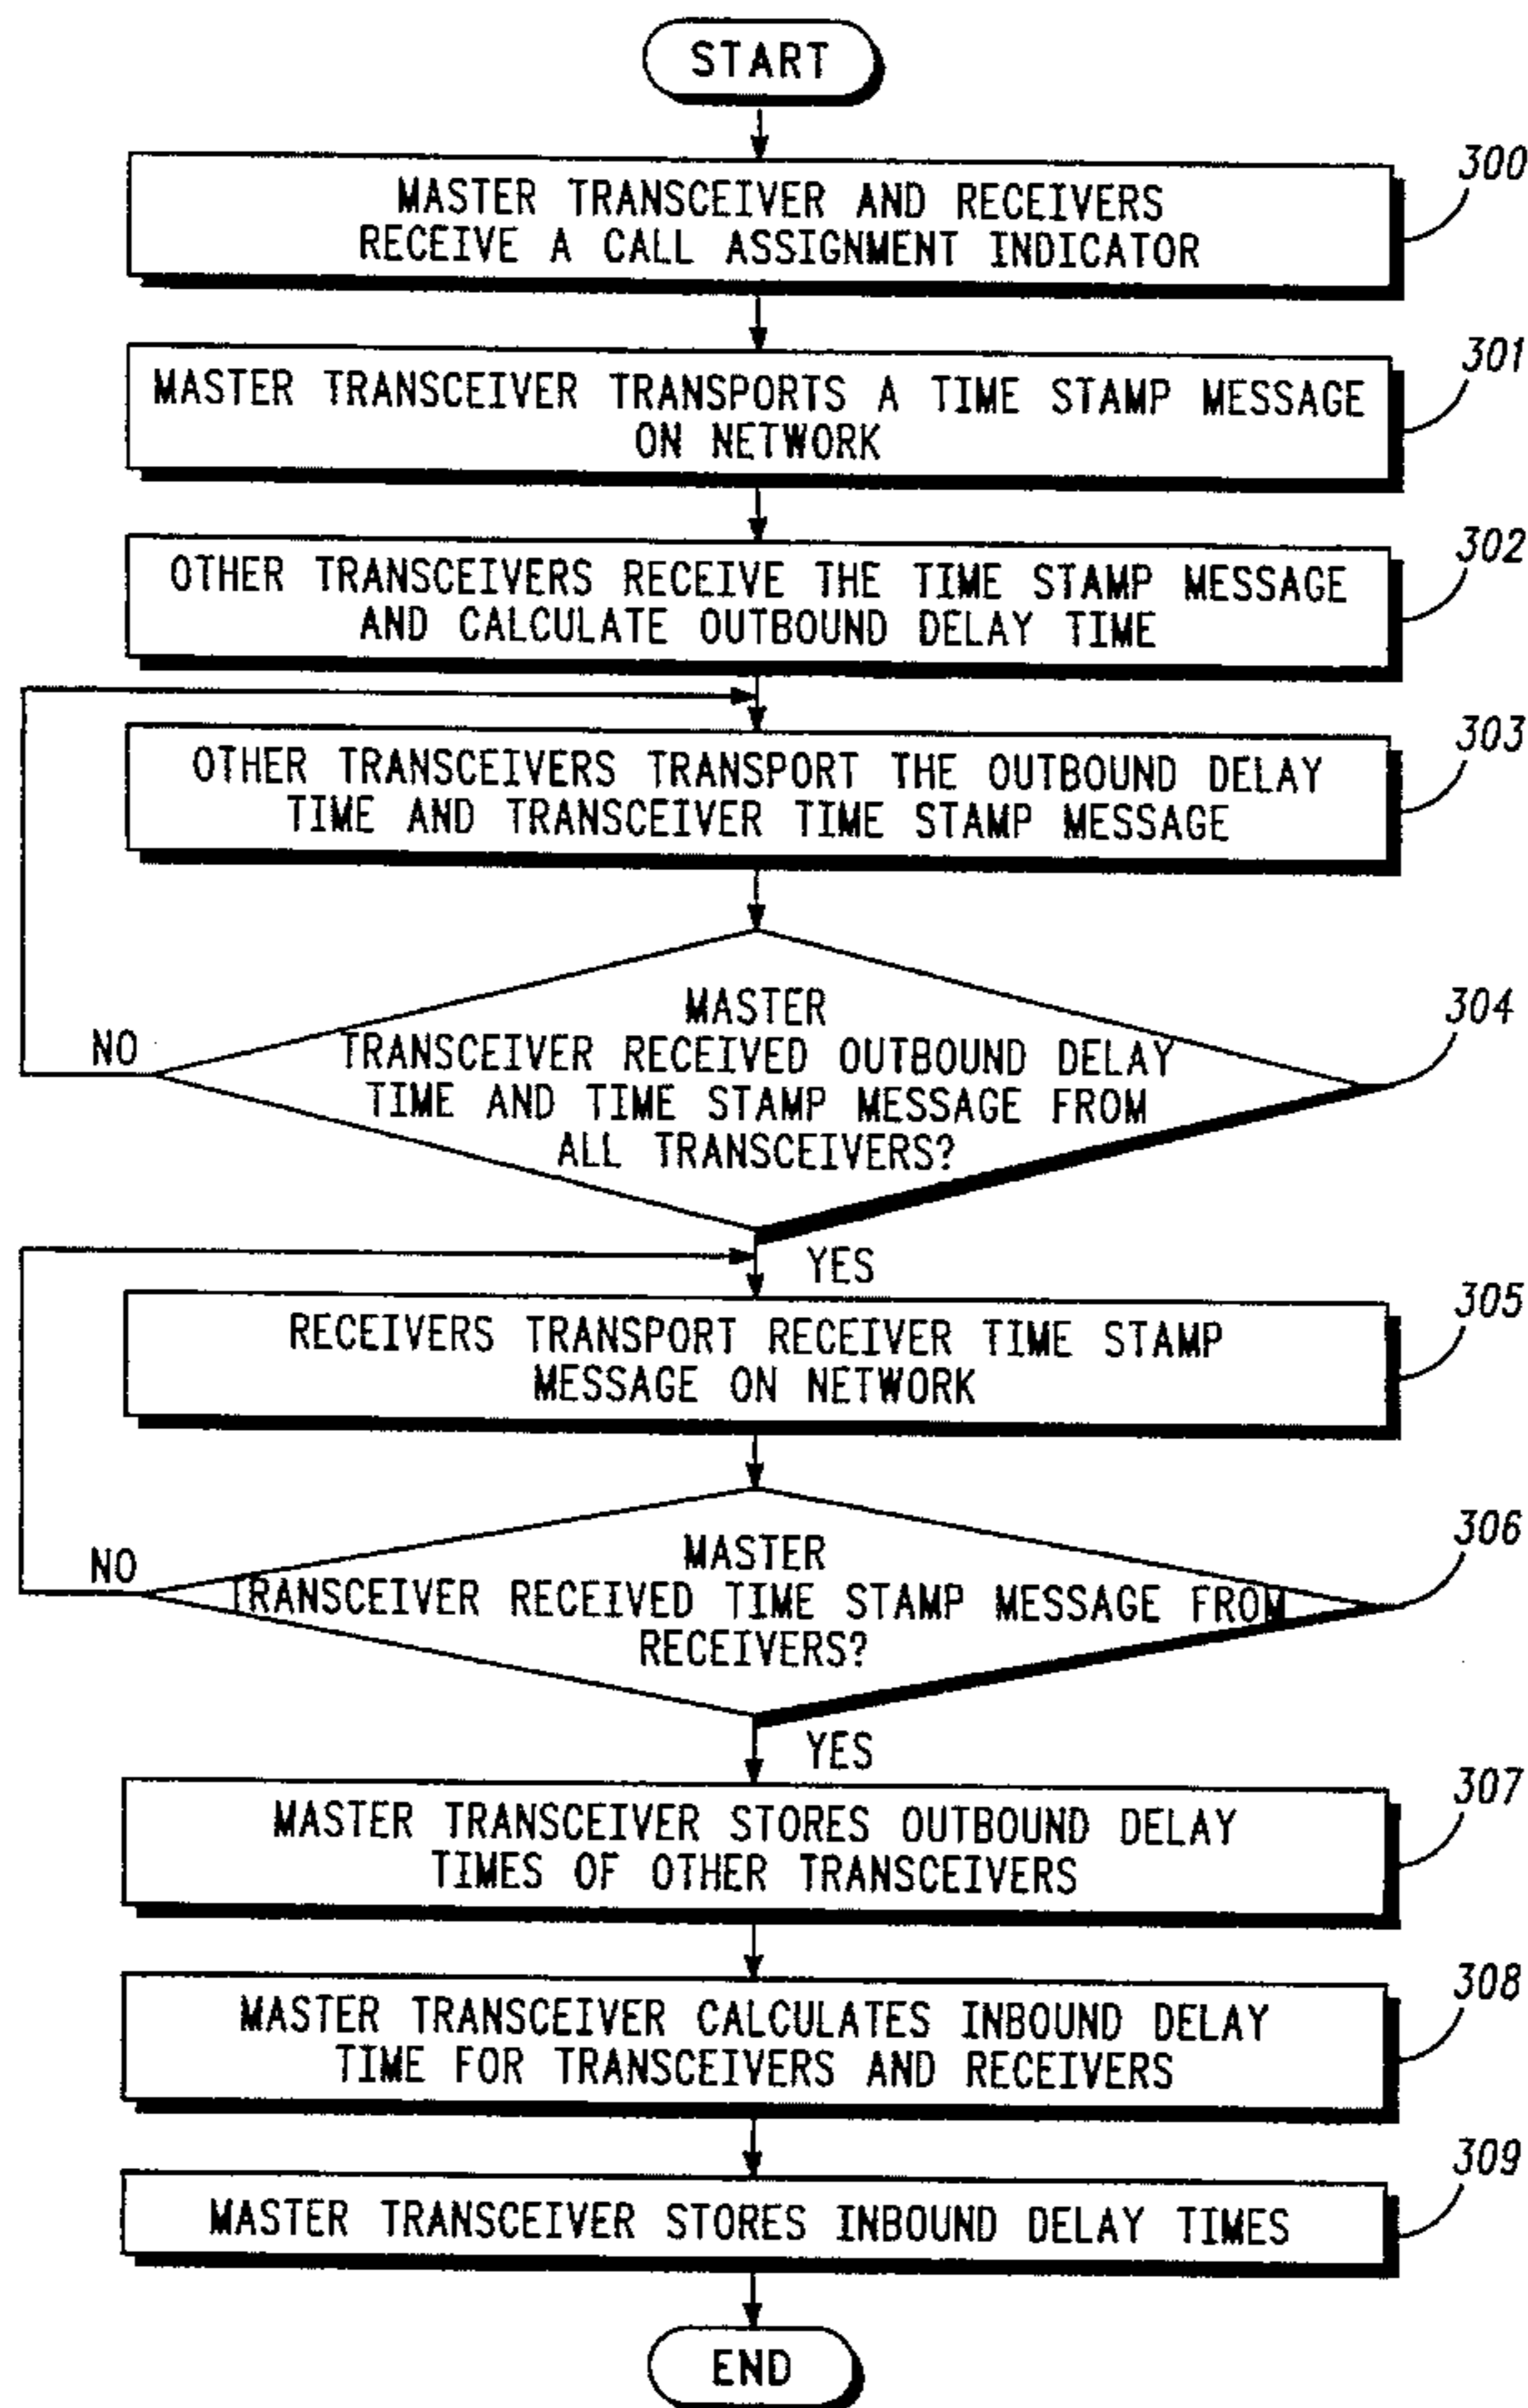 START
300
MASTER TRANSCEIVER AND RECEIVERS
RECEIVE A CALL ASSIGNMENT INDICATOR
301
MASTER TRANSCEIVER TRANSPORTS A TIME STAMP MESSAGE
ON NETWORK
302
OTHER TRANSCEIVERS RECEIVE THE TIME STAMP MESSAGE
AND CALCULATE OUTBOUND DELAY TIME
303
OTHER TRANSCEIVERS TRANSPORT THE OUTBOUND DELAY
TIME AND TRANSCEIVER TIME STAMP MESSAGE
304
MASTER
TRANSCEIVER RECEIVED OUTBOUND DELAY
TIME AND TIME STAMP MESSAGE FROM
ALL TRANSCEIVERS?
NO
YES
305
RECEIVERS TRANSPORT RECEIVER TIME STAMP
MESSAGE ON NETWORK
306
MASTER
TRANSCEIVER RECEIVED TIME STAMP MESSAGE FROM
RECEIVERS?
NO
YES
307
MASTER TRANSCEIVER STORES OUTBOUND DELAY
TIMES OF OTHER TRANSCEIVERS
308
MASTER TRANSCEIVER CALCULATES INBOUND DELAY
TIME FOR TRANSCEIVERS AND RECEIVERS
309
MASTER TRANSCEIVER STORES INBOUND DELAY TIMES
END